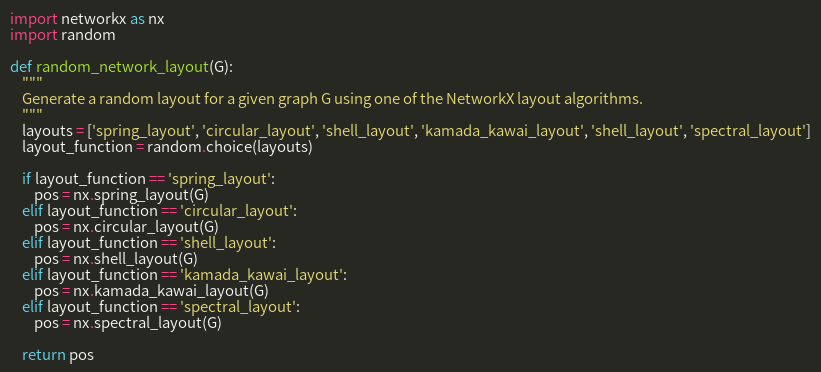 import networkx as nx
import random

def random_network_layout(G):
    """
    Generate a random layout for a given graph G using one of the NetworkX layout algorithms.
    """
    layouts = ['spring_layout', 'circular_layout', 'shell_layout', 'kamada_kawai_layout', 'shell_layout', 'spectral_layout']
    layout_function = random.choice(layouts)

    if layout_function == 'spring_layout':
        pos = nx.spring_layout(G)
    elif layout_function == 'circular_layout':
        pos = nx.circular_layout(G)
    elif layout_function == 'shell_layout':
        pos = nx.shell_layout(G)
    elif layout_function == 'kamada_kawai_layout':
        pos = nx.kamada_kawai_layout(G)
    elif layout_function == 'spectral_layout':
        pos = nx.spectral_layout(G)

    return pos